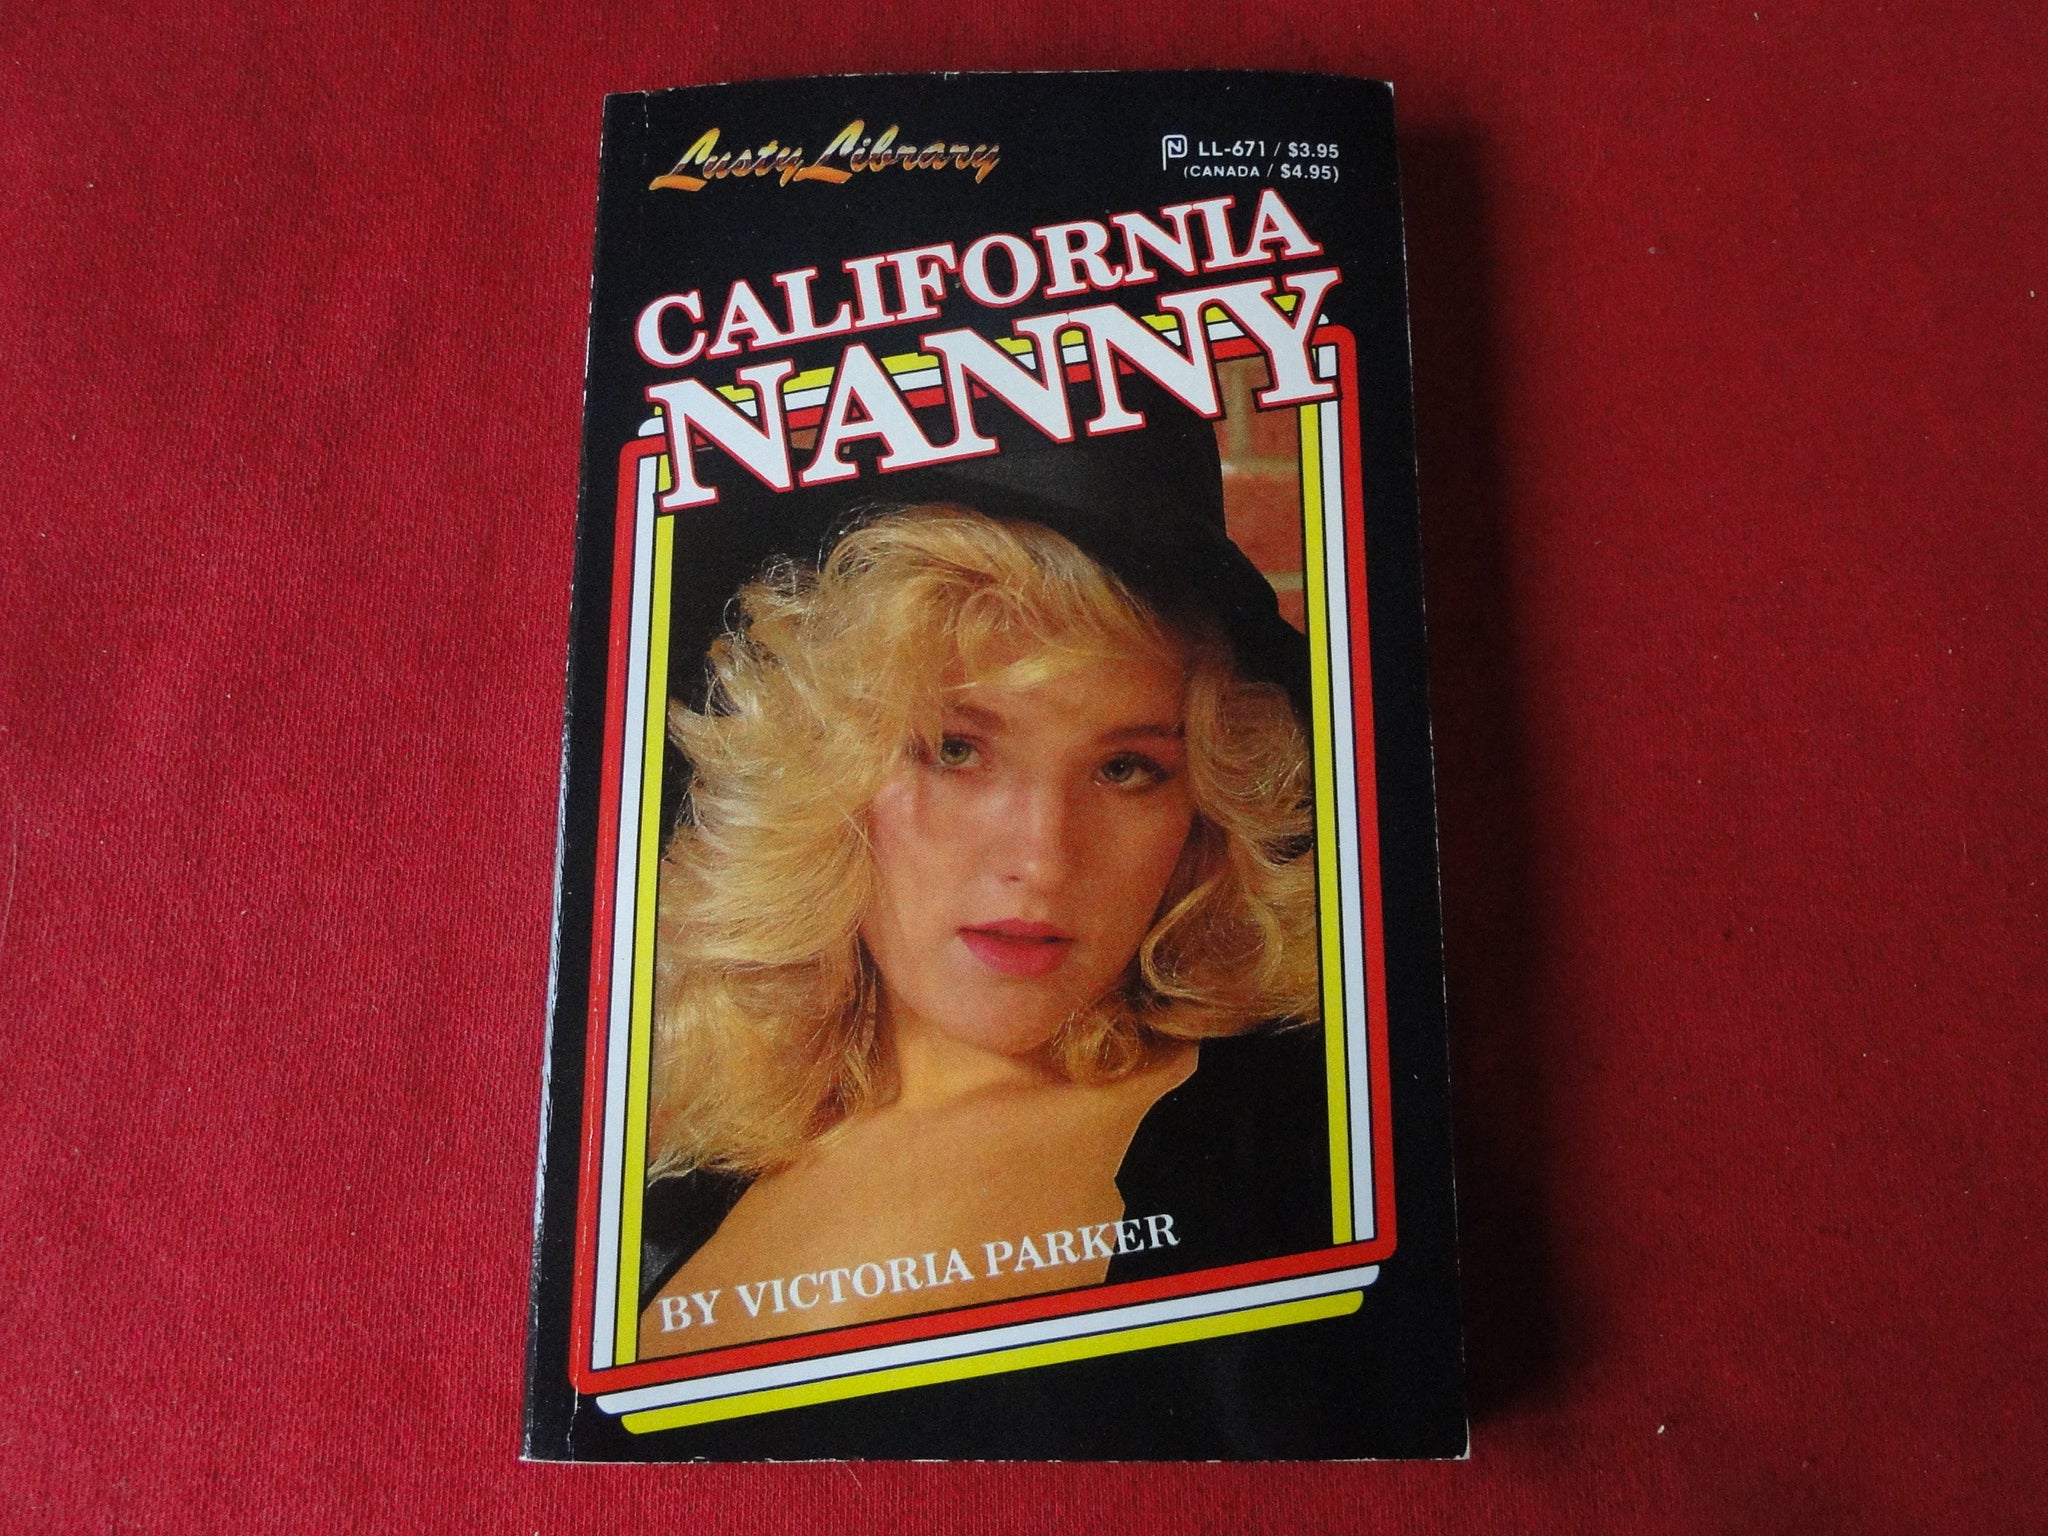 Lusty Library
N LL-671 / $3.95
(CANADA / $4.95)
CALIFORNIA
NANNY
BY VICTORIA PARKER